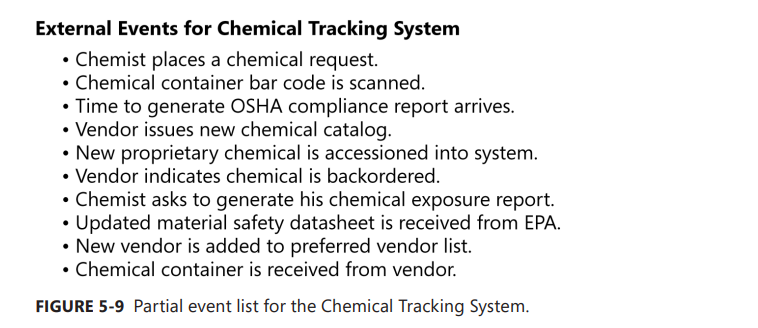 External Events for Chemical Tracking System
• Chemist places a chemical request.
• Chemical container bar code is scanned.
• Time to generate OSHA compliance report arrives.
• Vendor issues new chemical catalog.
• New proprietary chemical is accessioned into system.
• Vendor indicates chemical is backordered.
• Chemist asks to generate his chemical exposure report.
• Updated material safety datasheet is received from EPA.
• New vendor is added to preferred vendor list.
• Chemical container is received from vendor.
FIGURE 5-9 Partial event list for the Chemical Tracking System.